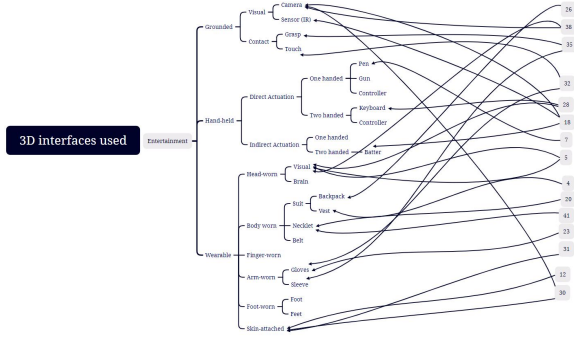 3D interfaces used
Entertainment
Grounded
Visual
Camera
Sensor (IR)
Contact
Grasp
Touch
Hand-held
Direct Actuation
One handed
Pen
Gun
Controller
Two handed
Keyboard
Controller
Indirect Actuation
One handed
Two handed
Batter
Wearable
Head-worn
Visual
Brain
Body worn
Suit
Backpack
Vest
Necklet
Belt
Finger-worn
Arm-worn
Gloves
Sleeve
Foot-worn
Foot
Feet
Skin-attached
26
38
35
32
28
18
7
5
4
20
41
23
31
12
30